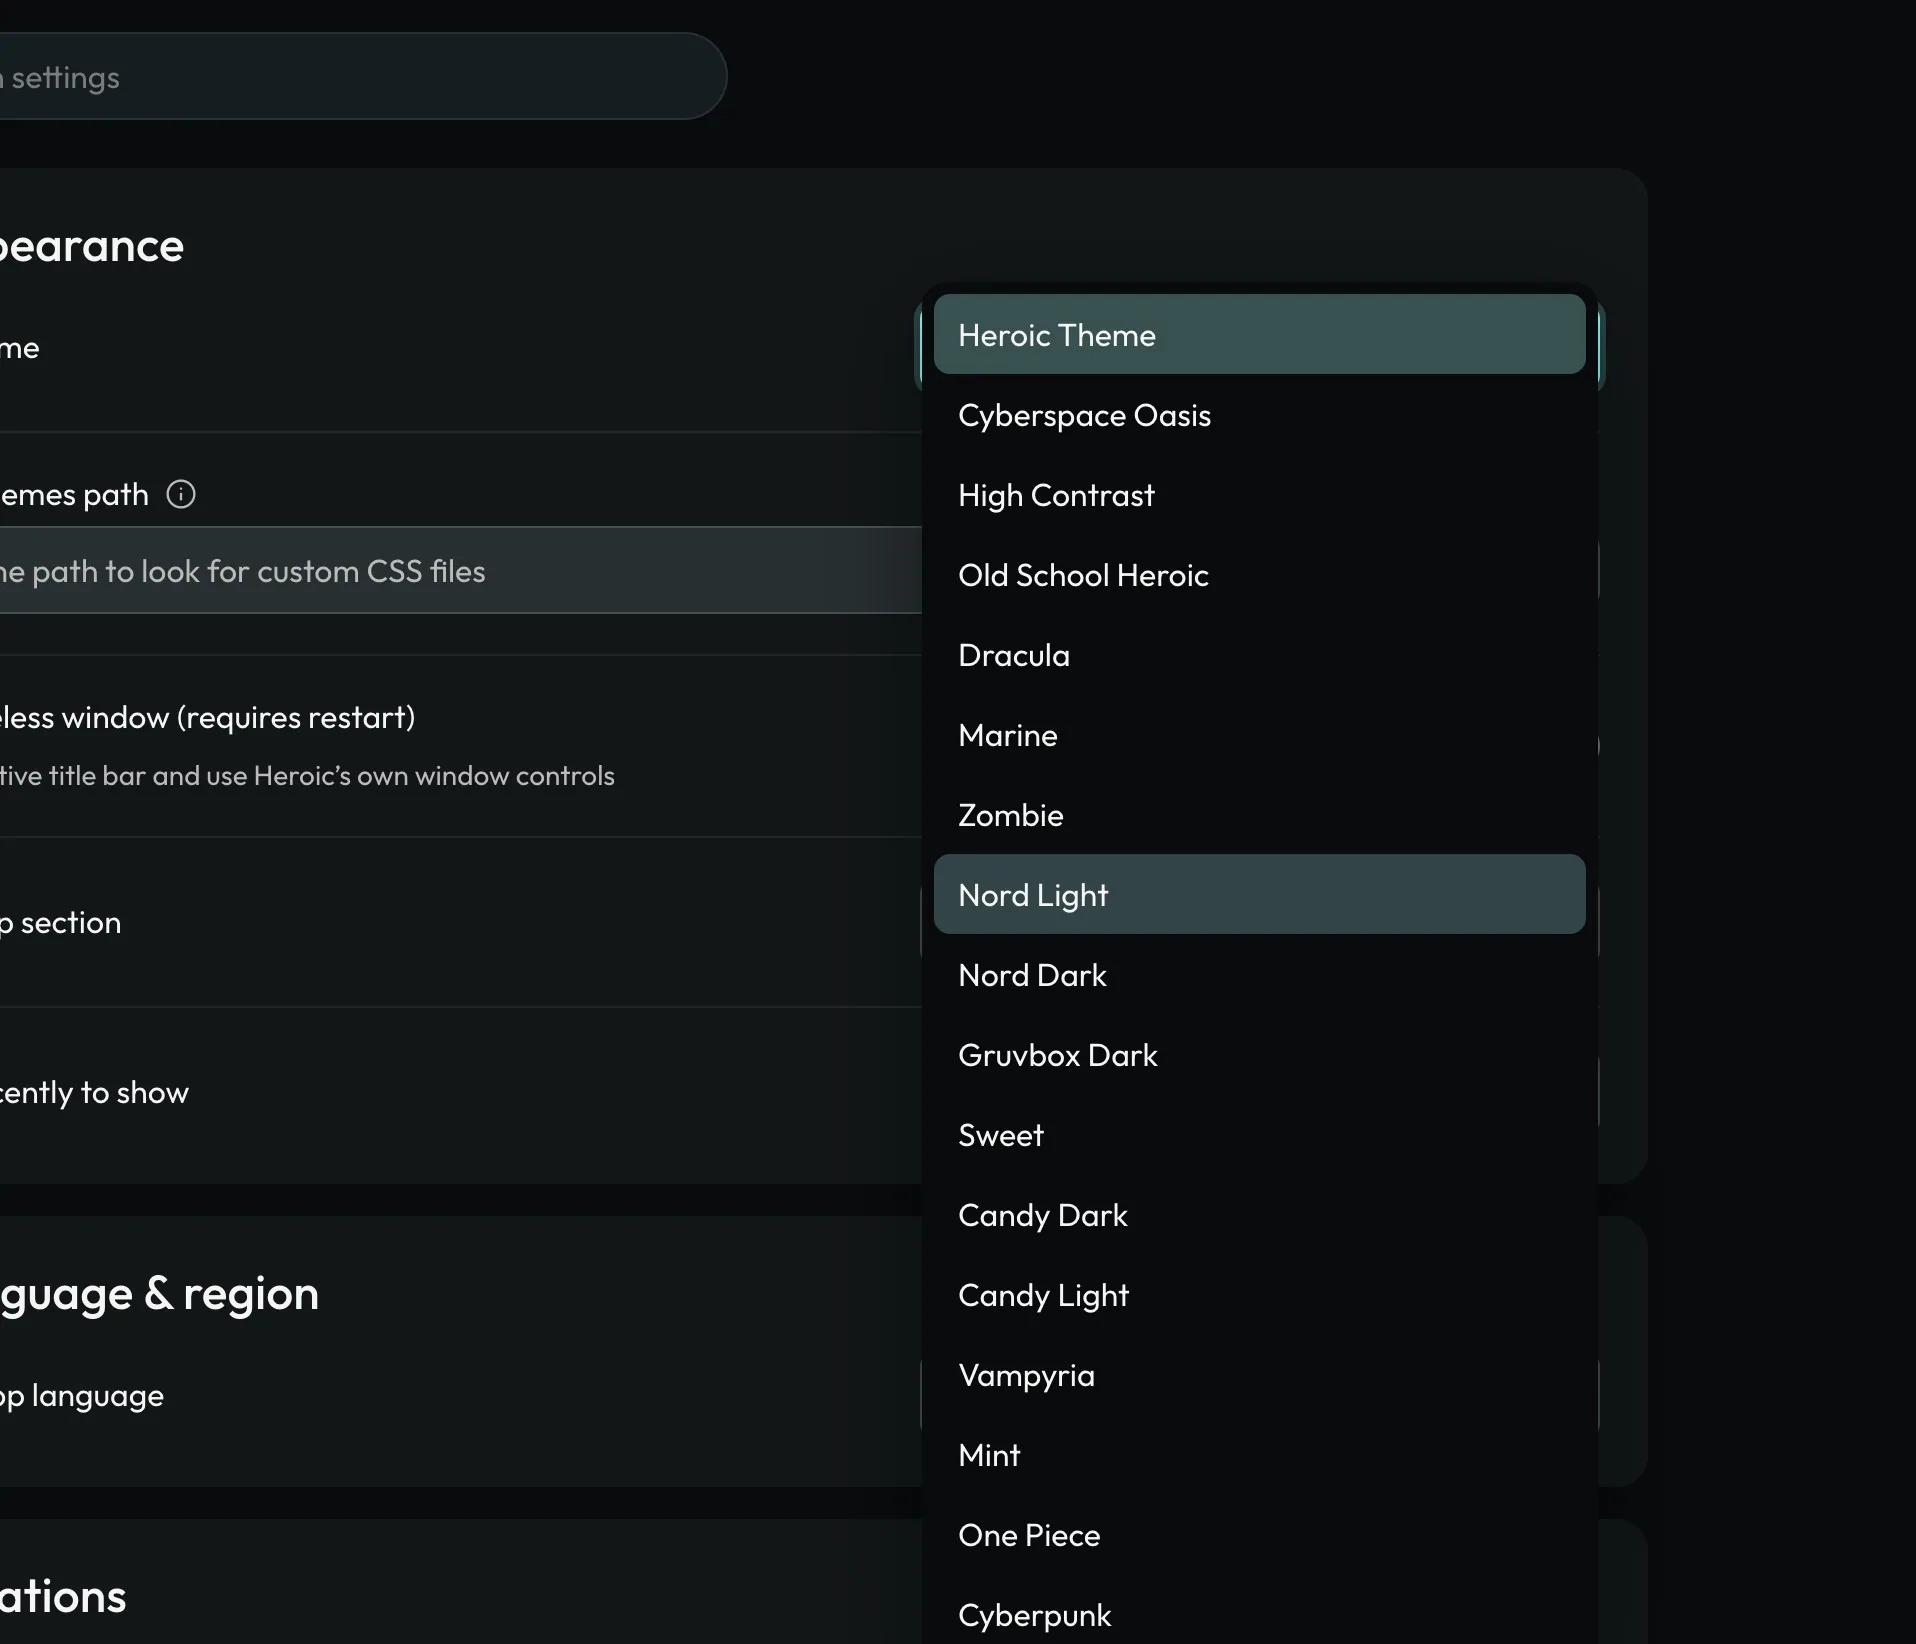 settings
pearance
me
Heroic Theme
Cyberspace Oasis
High Contrast
Old School Heroic
Dracula
Marine
Zombie
Nord Light
Nord Dark
Gruvbox Dark
Sweet
Candy Dark
Candy Light
Vampyria
Mint
One Piece
Cyberpunk
emes path
he path to look for custom CSS files
eless window (requires restart)
tive title bar and use Heroic’s own window controls
p section
cently to show
guage & region
pp language
ations